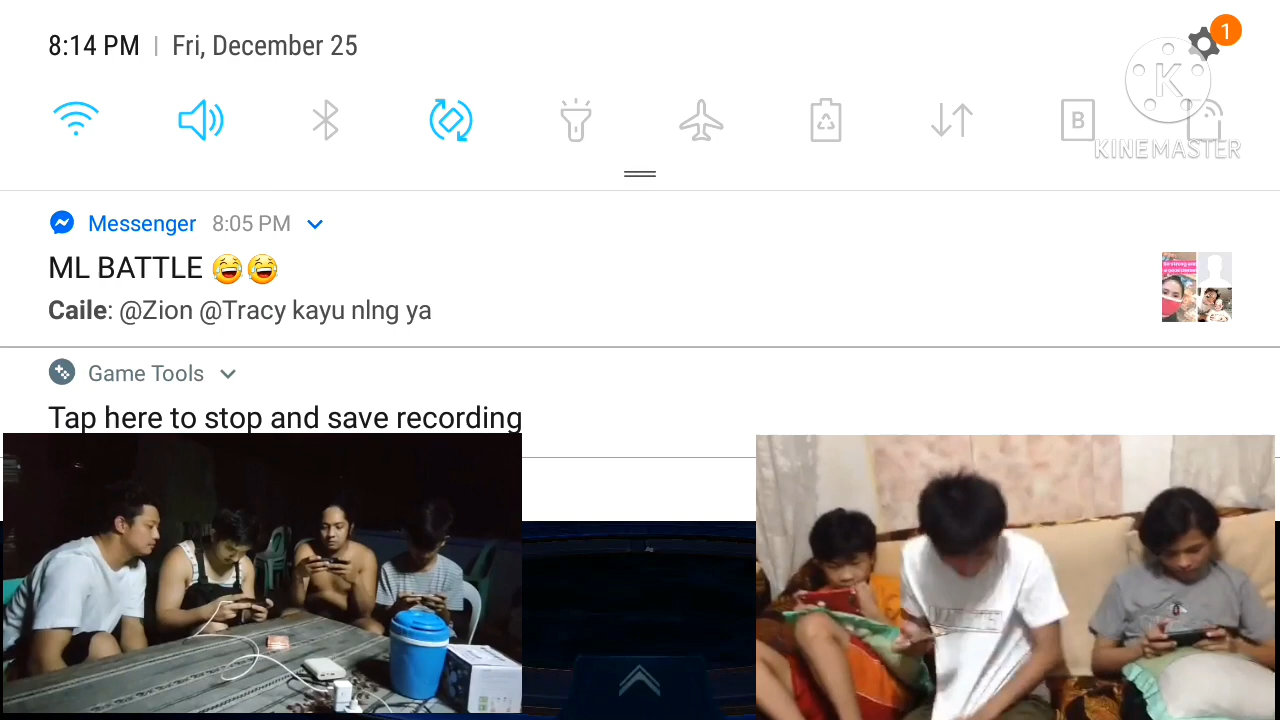 8:14 PM | Fri, December 25
1
B
K
KINEMASTER
Messenger 8:05 PM
ML BATTLE 😂😂
Caile: @Zion @Tracy kayu nlng ya
Game Tools
Tap here to stop and save recording